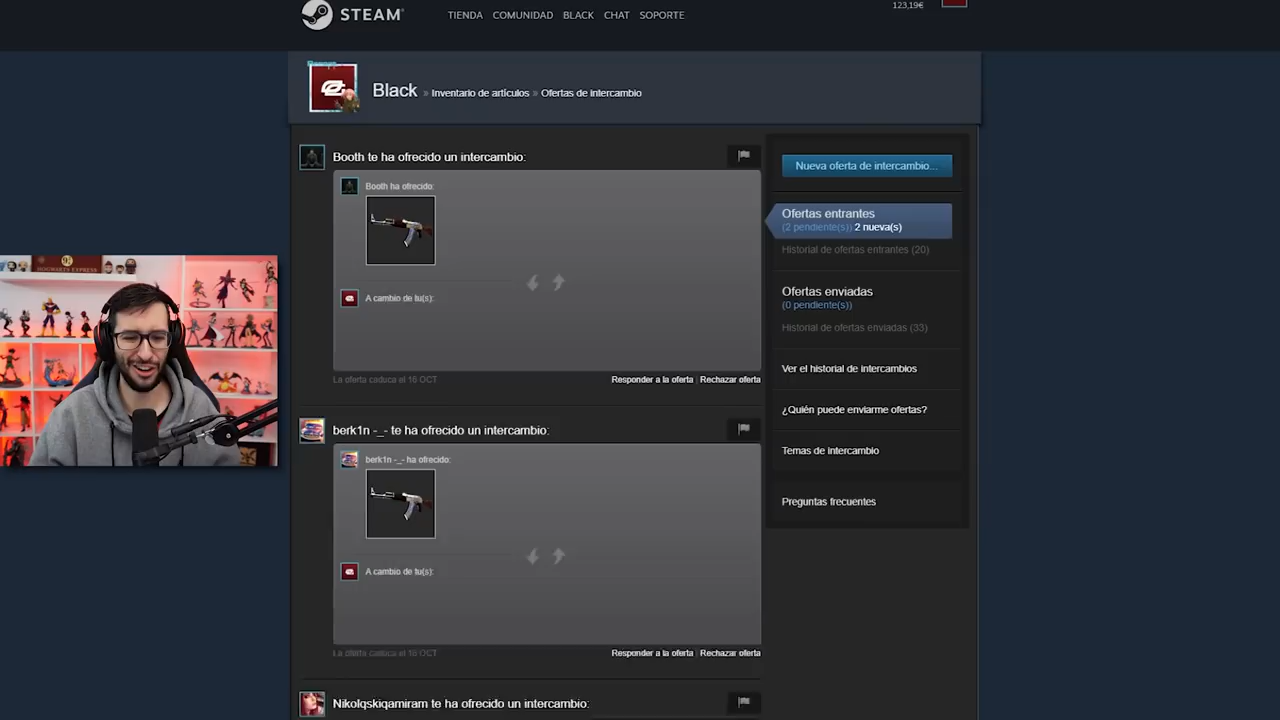 STEAM®
TIENDA COMUNIDAD BLACK CHAT SOPORTE
123,19€
Black » Inventario de artículos » Ofertas de intercambio
Booth te ha ofrecido un intercambio:
Booth ha ofrecido:
A cambio de tu(s):
La oferta caduca el 16 OCT
Responder a la oferta | Rechazar oferta
berk1n -_- te ha ofrecido un intercambio:
berk1n -_- ha ofrecido:
A cambio de tu(s):
La oferta caduca el 16 OCT
Responder a la oferta | Rechazar oferta
Nikolqskiqamiram te ha ofrecido un intercambio:
Nueva oferta de intercambio...
Ofertas entrantes
(2 pendiente(s)) 2 nueva(s)
Historial de ofertas entrantes (20)
Ofertas enviadas
(0 pendiente(s))
Historial de ofertas enviadas (33)
Ver el historial de intercambios
¿Quién puede enviarme ofertas?
Temas de intercambio
Preguntas frecuentes
HOGWARTS EXPRESS